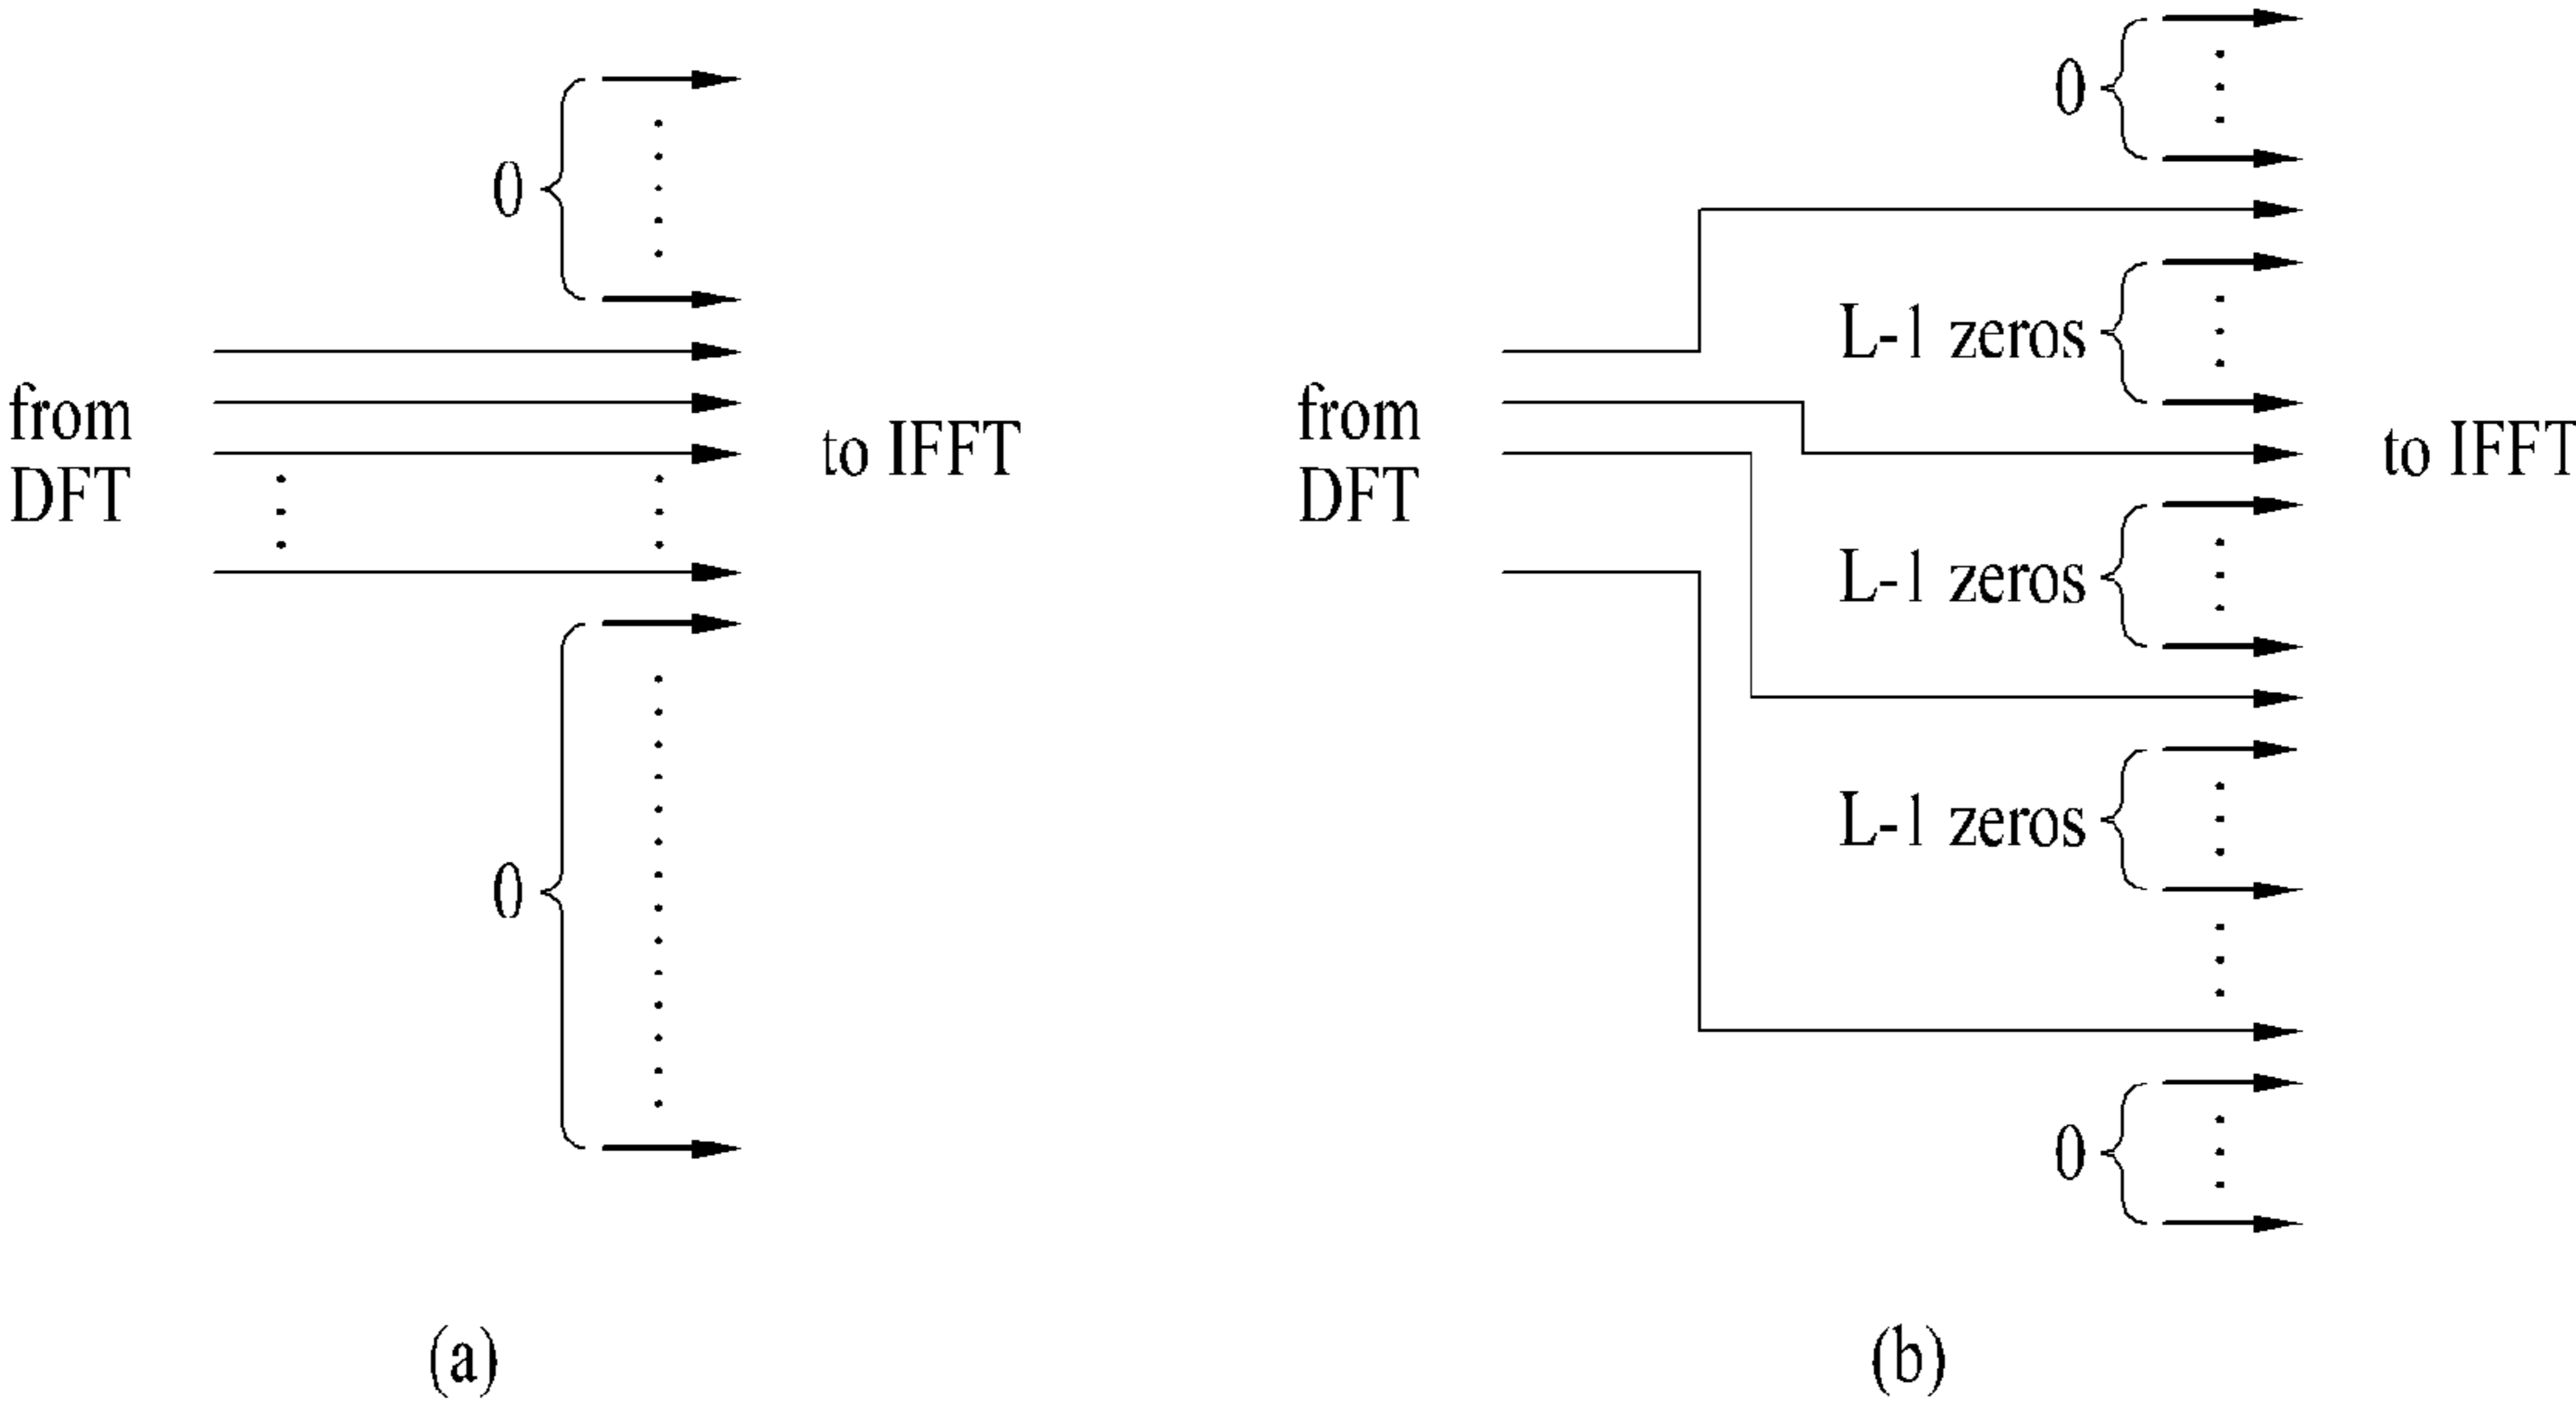 0
from
DFT
to IFFT
0
(a)
0
L-1 zeros
from
DFT
to IFFT
L-1 zeros
L-1 zeros
0
(b)